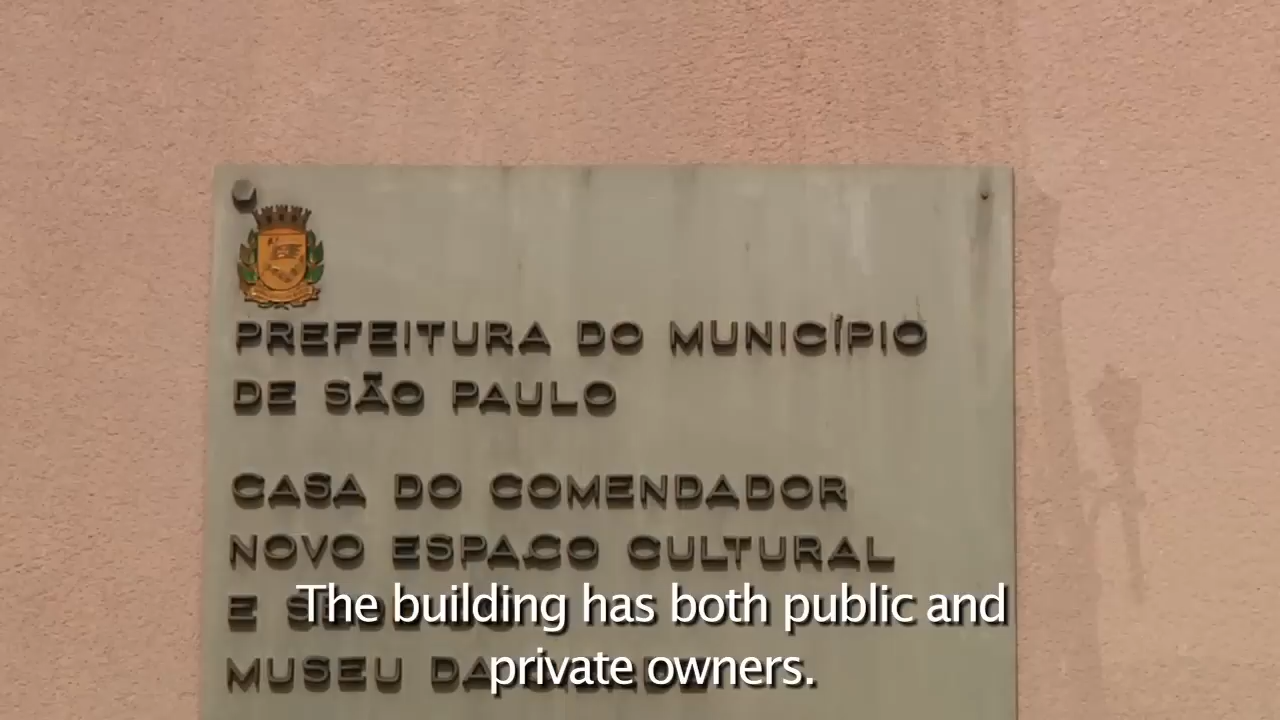 PREFEITURA DO MUNICÍPIO
DE SÃO PAULO
CASA DO COMENDADOR
NOVO ESPAÇO CULTURAL
E
MUSEU DA
The building has both public and
private owners.